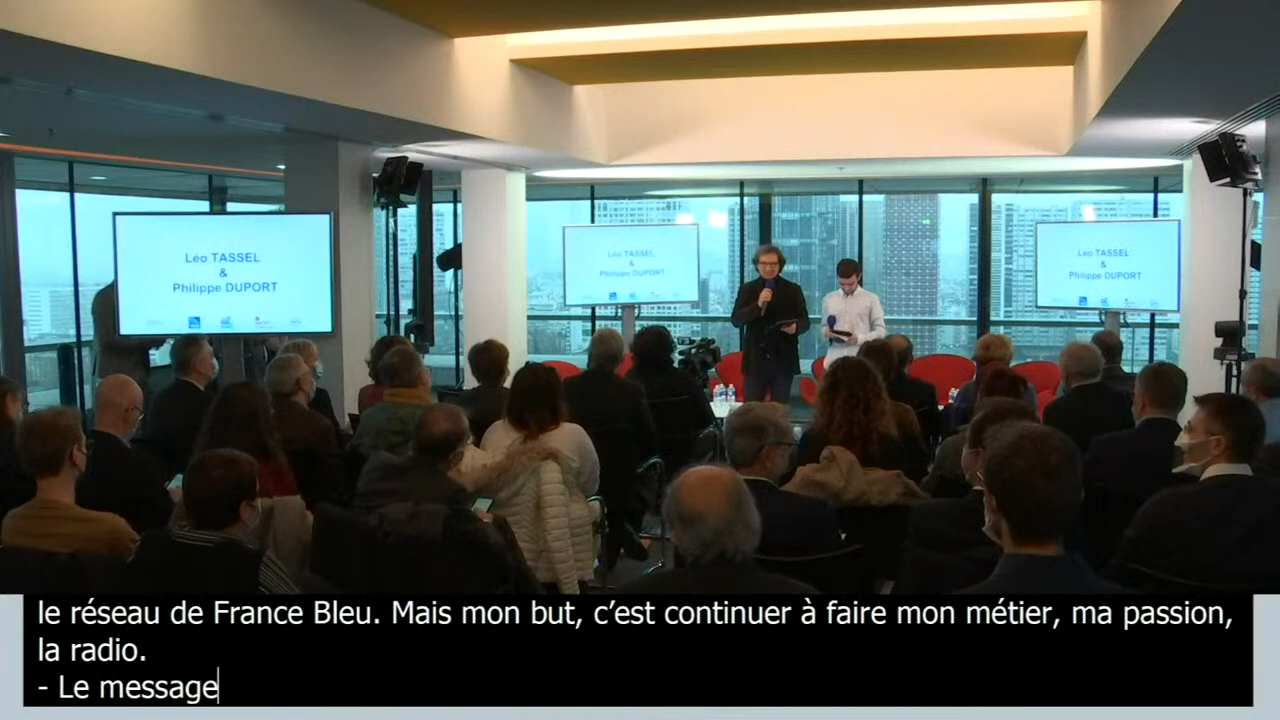 Léo TASSEL
&
Philippe DUPORT
Léo TASSEL
&
Philippe DUPORT
Léo TASSEL
&
Philippe DUPORT
le réseau de France Bleu. Mais mon but, c’est continuer à faire mon métier, ma passion,
la radio.
- Le message